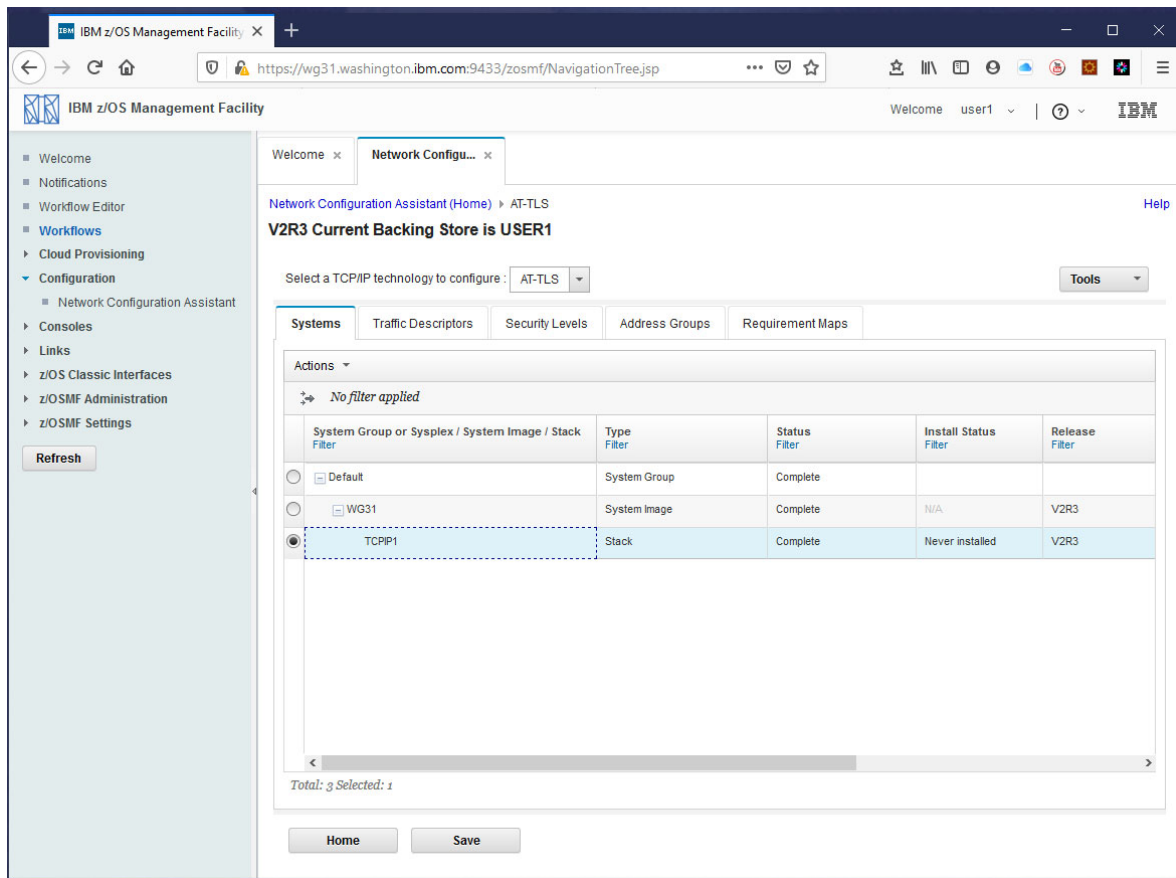 IBM IBM z/OS Management Facility
https://wg31.washington.ibm.com:9433/zosmf/NavigationTree.jsp
IBM z/OS Management Facility
Welcome user1
IBM
Welcome
Notifications
Workflow Editor
Workflows
Cloud Provisioning
Configuration
Network Configuration Assistant
Consoles
Links
z/OS Classic Interfaces
z/OSMF Administration
z/OSMF Settings
Refresh
Welcome
Network Configu...
Network Configuration Assistant (Home) AT-TLS
Help
V2R3 Current Backing Store is USER1
Select a TCP/IP technology to configure : AT-TLS
Tools
Systems Traffic Descriptors Security Levels Address Groups Requirement Maps
Actions
No filter applied
System Group or Sysplex / System Image / Stack Type Status Install Status Release
Filter Filter Filter Filter Filter
Default System Group Complete
WG31 System Image Complete N/A V2R3
TCPIP1 Stack Complete Never installed V2R3
Total: 3 Selected: 1
Home Save